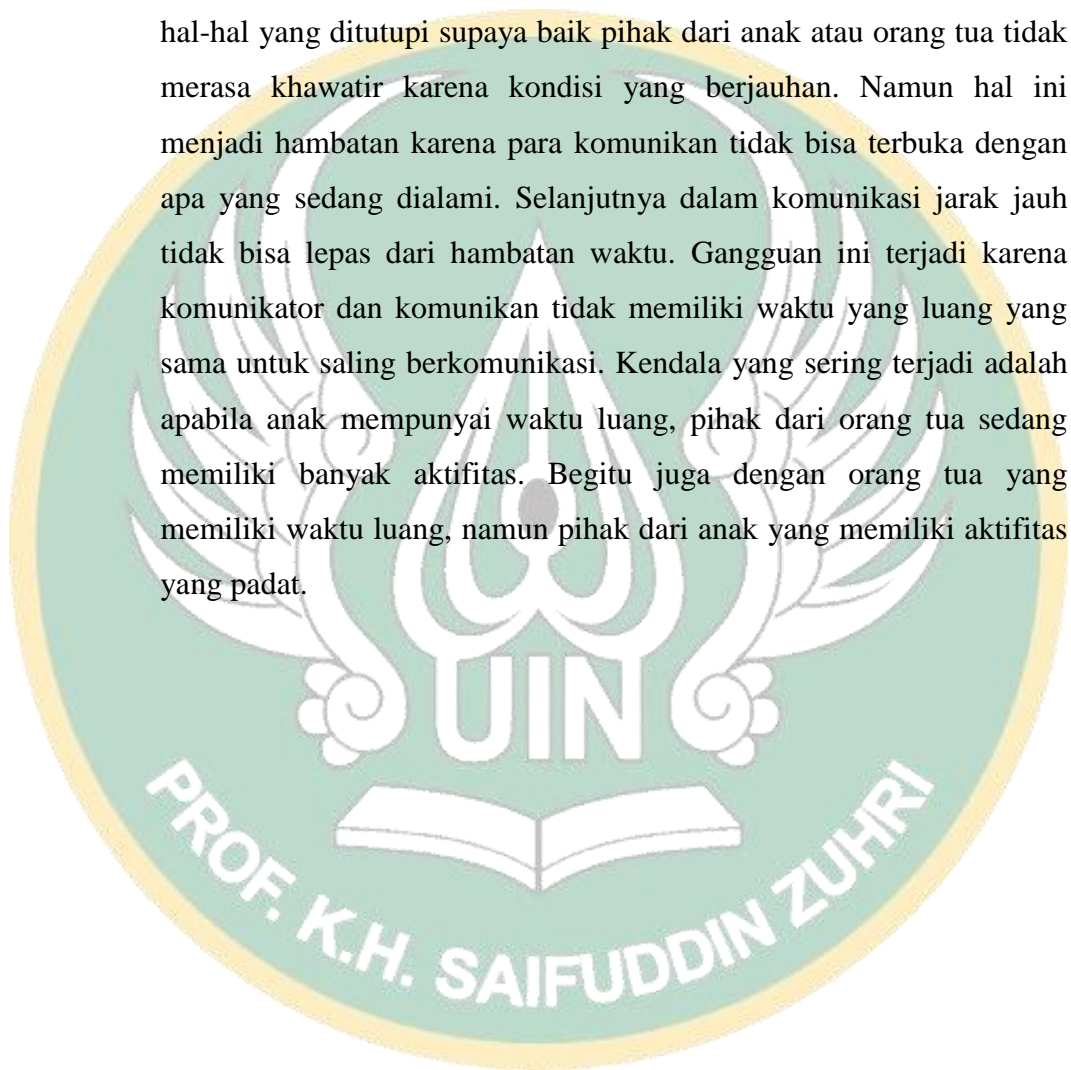 hal-hal yang ditutupi supaya baik pihak dari anak atau orang tua tidak
merasa khawatir karena kondisi yang berjauhan. Namun hal ini
menjadi hambatan karena para komunikan tidak bisa terbuka dengan
apa yang sedang dialami. Selanjutnya dalam komunikasi jarak jauh
tidak bisa lepas dari hambatan waktu. Gangguan ini terjadi karena
komunikator dan komunikan tidak memiliki waktu yang luang yang
sama untuk saling berkomunikasi. Kendala yang sering terjadi adalah
apabila anak mempunyai waktu luang, pihak dari orang tua sedang
memiliki banyak aktifitas. Begitu juga dengan orang tua yang
memiliki waktu luang, namun pihak dari anak yang memiliki aktifitas
yang padat.
UIN
PROF. K.H. SAIFUDDIN ZUHRI